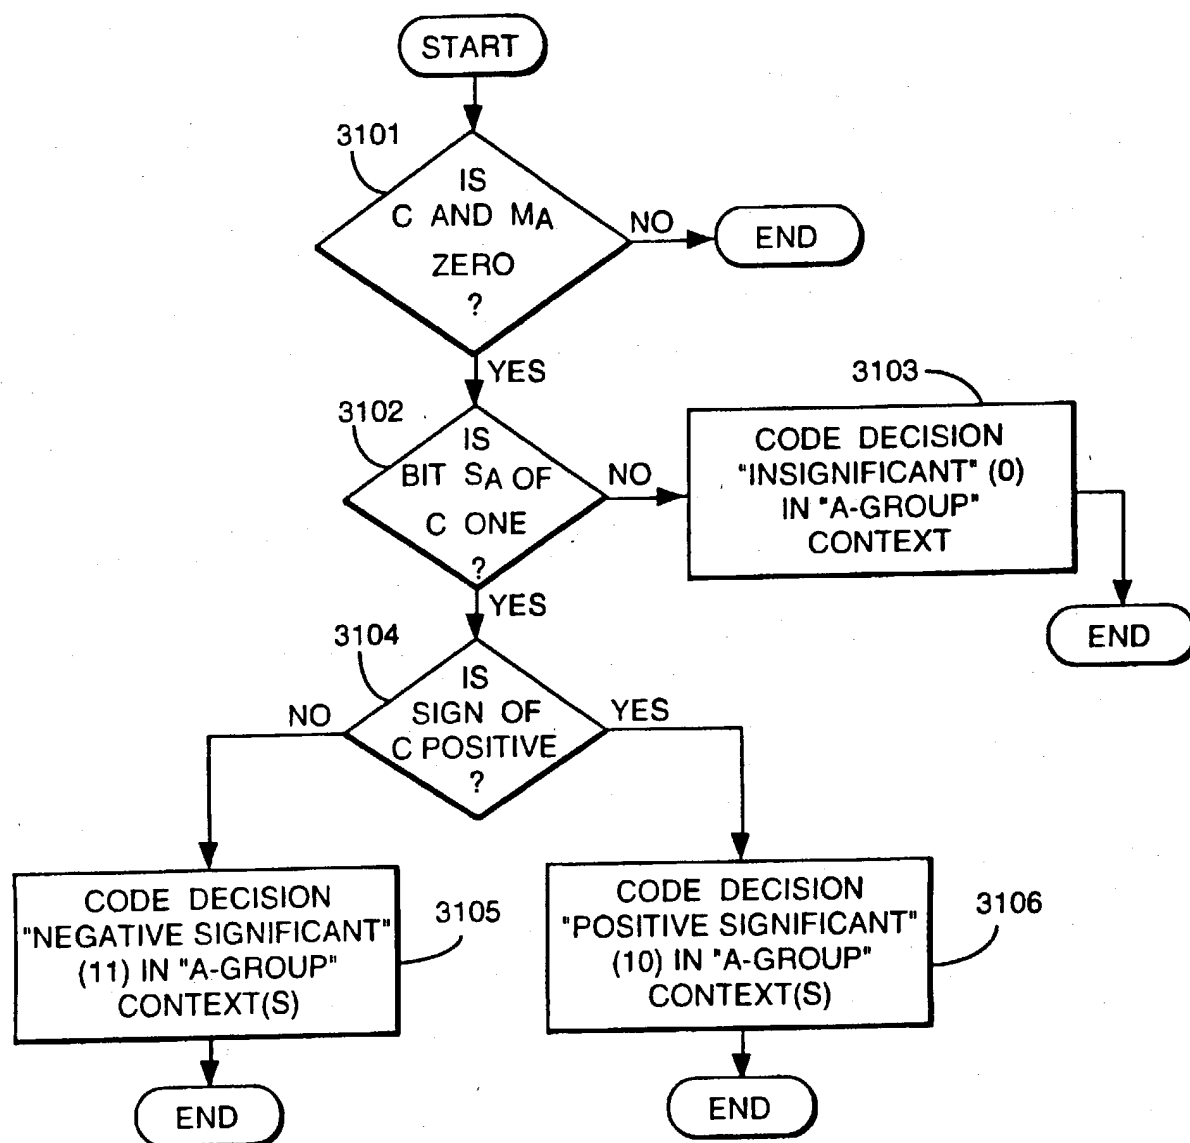 START
3101
IS
C AND MA
ZERO
?
NO
END
YES
3102
IS
BIT SA OF
C ONE
?
NO
3103
CODE DECISION
"INSIGNIFICANT" (0)
IN "A-GROUP"
CONTEXT
END
YES
3104
IS
SIGN OF
C POSITIVE
?
NO
YES
CODE DECISION
"NEGATIVE SIGNIFICANT"
(11) IN "A-GROUP"
CONTEXT(S)
3105
END
CODE DECISION
"POSITIVE SIGNIFICANT"
(10) IN "A-GROUP"
CONTEXT(S)
3106
END